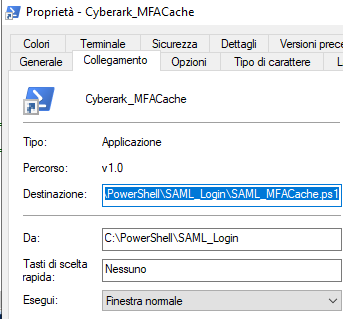 Proprietà - Cyberark_MFACache
Colori Terminale Sicurezza Dettagli Versioni prece
Generale Collegamento Opzioni Tipo di carattere L
Cyberark_MFACache
Tipo: Applicazione
Percorso: v1.0
Destinazione: \PowerShell\SAML_Login\SAML_MFACache.ps1
Da: C:\PowerShell\SAML_Login
Tasti di scelta rapida: Nessuno
Esegui: Finestra normale